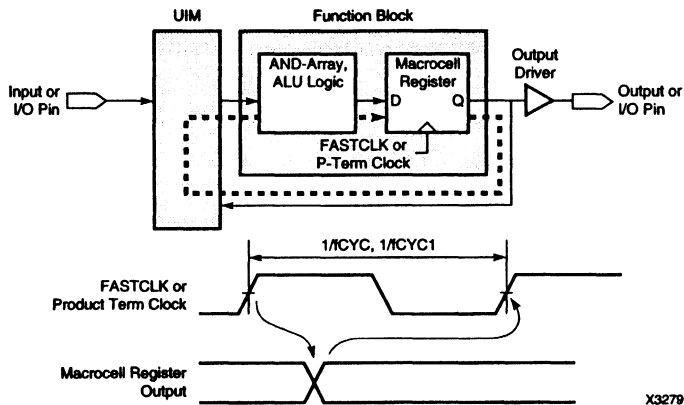 UIM
Function Block
AND-Array,
ALU Logic
Macrocell
Register
Output
Driver
Input or
I/O Pin
D
Q
Output or
I/O Pin
FASTCLK or
P-Term Clock
1/fCYC, 1/fCYC1
FASTCLK or
Product Term Clock
Macrocell Register
Output
X3279